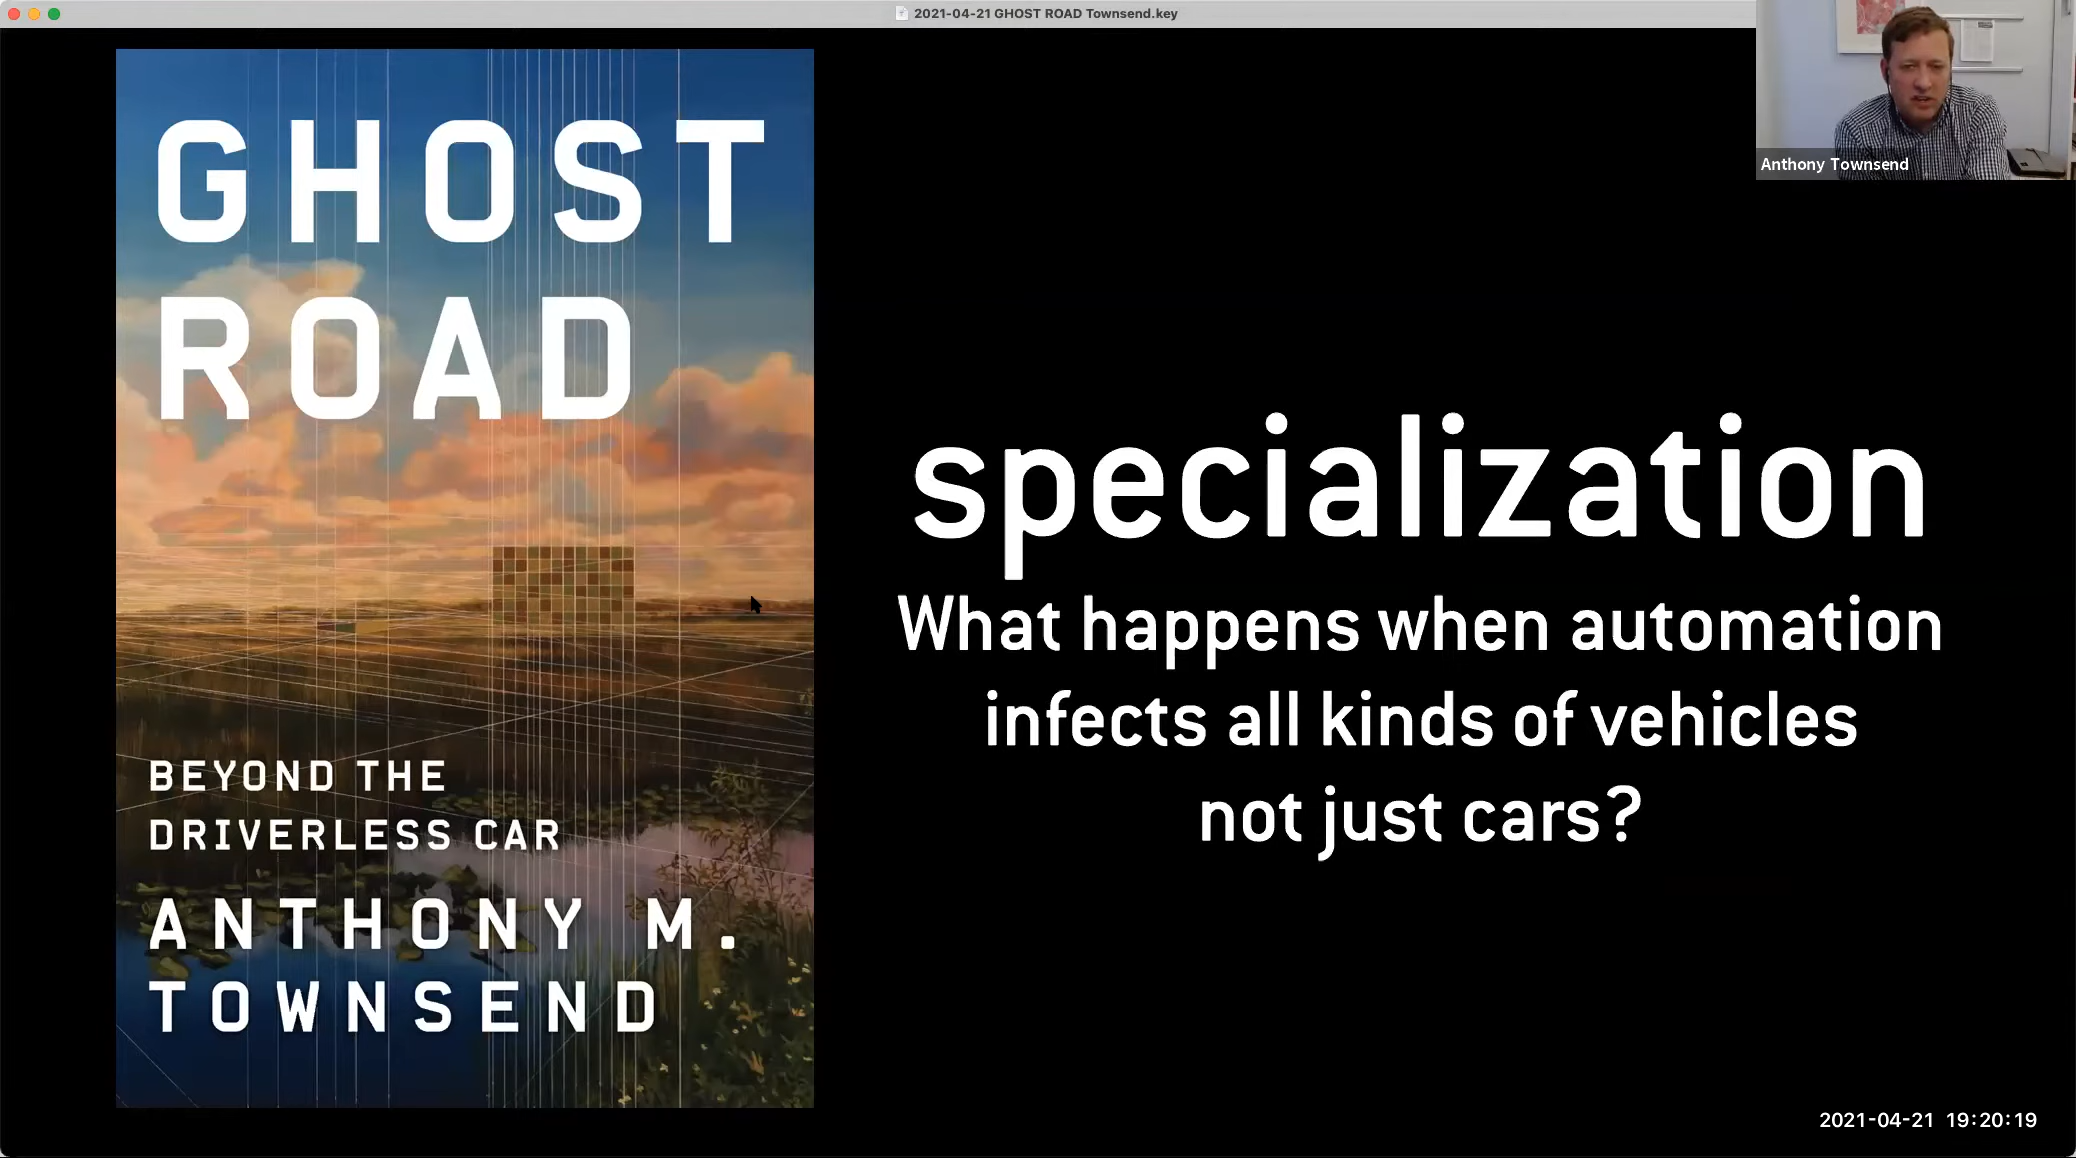 2021-04-21 GHOST ROAD Townsend.key
Anthony Townsend
GHOST
ROAD
BEYOND THE
DRIVERLESS CAR
ANTHONY M.
TOWNSEND
specialization
What happens when automation
infects all kinds of vehicles
not just cars?
2021-04-21 19:20:19